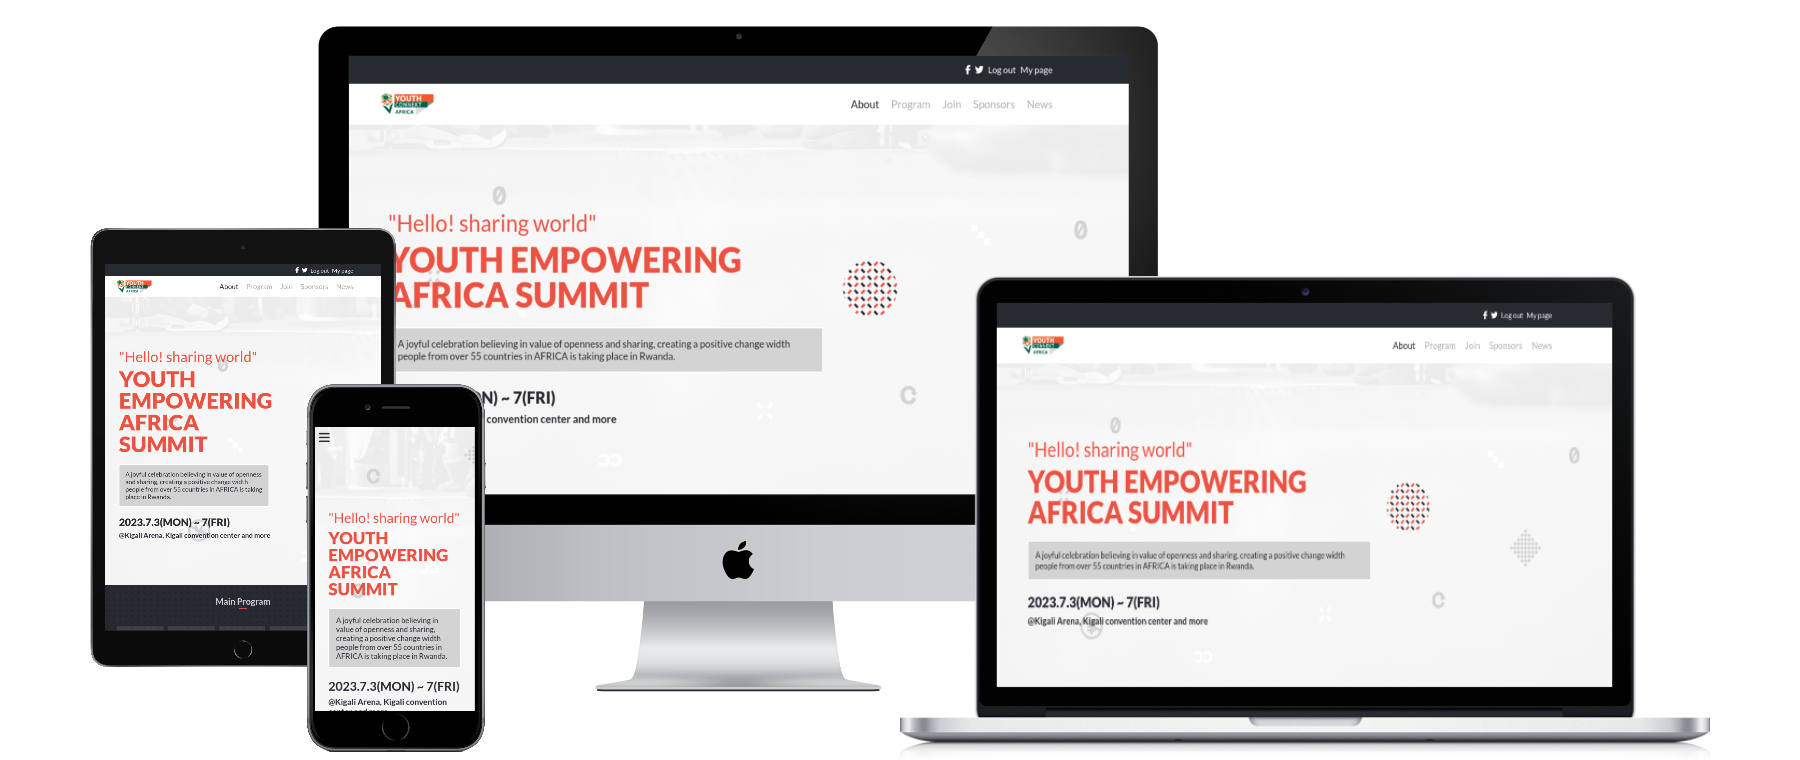 Log out My page
YOUTH
CONNEKT
AFRICA
About Program Join Sponsors News
"Hello! sharing world"
YOUTH EMPOWERING
AFRICA SUMMIT
A joyful celebration believing in value of openness and sharing, creating a positive change width
people from over 55 countries in AFRICA is taking place in Rwanda.
N) ~ 7(FRI)
convention center and more
Log out My page
YOUTH
CONNEKT
AFRICA
About Program Join Sponsors News
"Hello! sharing world"
YOUTH
EMPOWERING
AFRICA
SUMMIT
A joyful celebration believing in value of openness
and sharing, creating a positive change width
people from over 55 countries in AFRICA is taking
place in Rwanda.
2023.7.3(MON) ~ 7(FRI)
@Kigali Arena, Kigali convention center and more
Main Program
"Hello! sharing world"
YOUTH
EMPOWERING
AFRICA
SUMMIT
A joyful celebration believing in
value of openness and sharing,
creating a positive change width
people from over 55 countries in
AFRICA is taking place in Rwanda.
2023.7.3(MON) ~ 7(FRI)
@Kigali Arena, Kigali convention
center and more
Log out My page
YOUTH
CONNEKT
AFRICA
About Program Join Sponsors News
"Hello! sharing world"
YOUTH EMPOWERING
AFRICA SUMMIT
A joyful celebration believing in value of openness and sharing, creating a positive change width
people from over 55 countries in AFRICA is taking place in Rwanda.
2023.7.3(MON) ~ 7(FRI)
@Kigali Arena, Kigali convention center and more